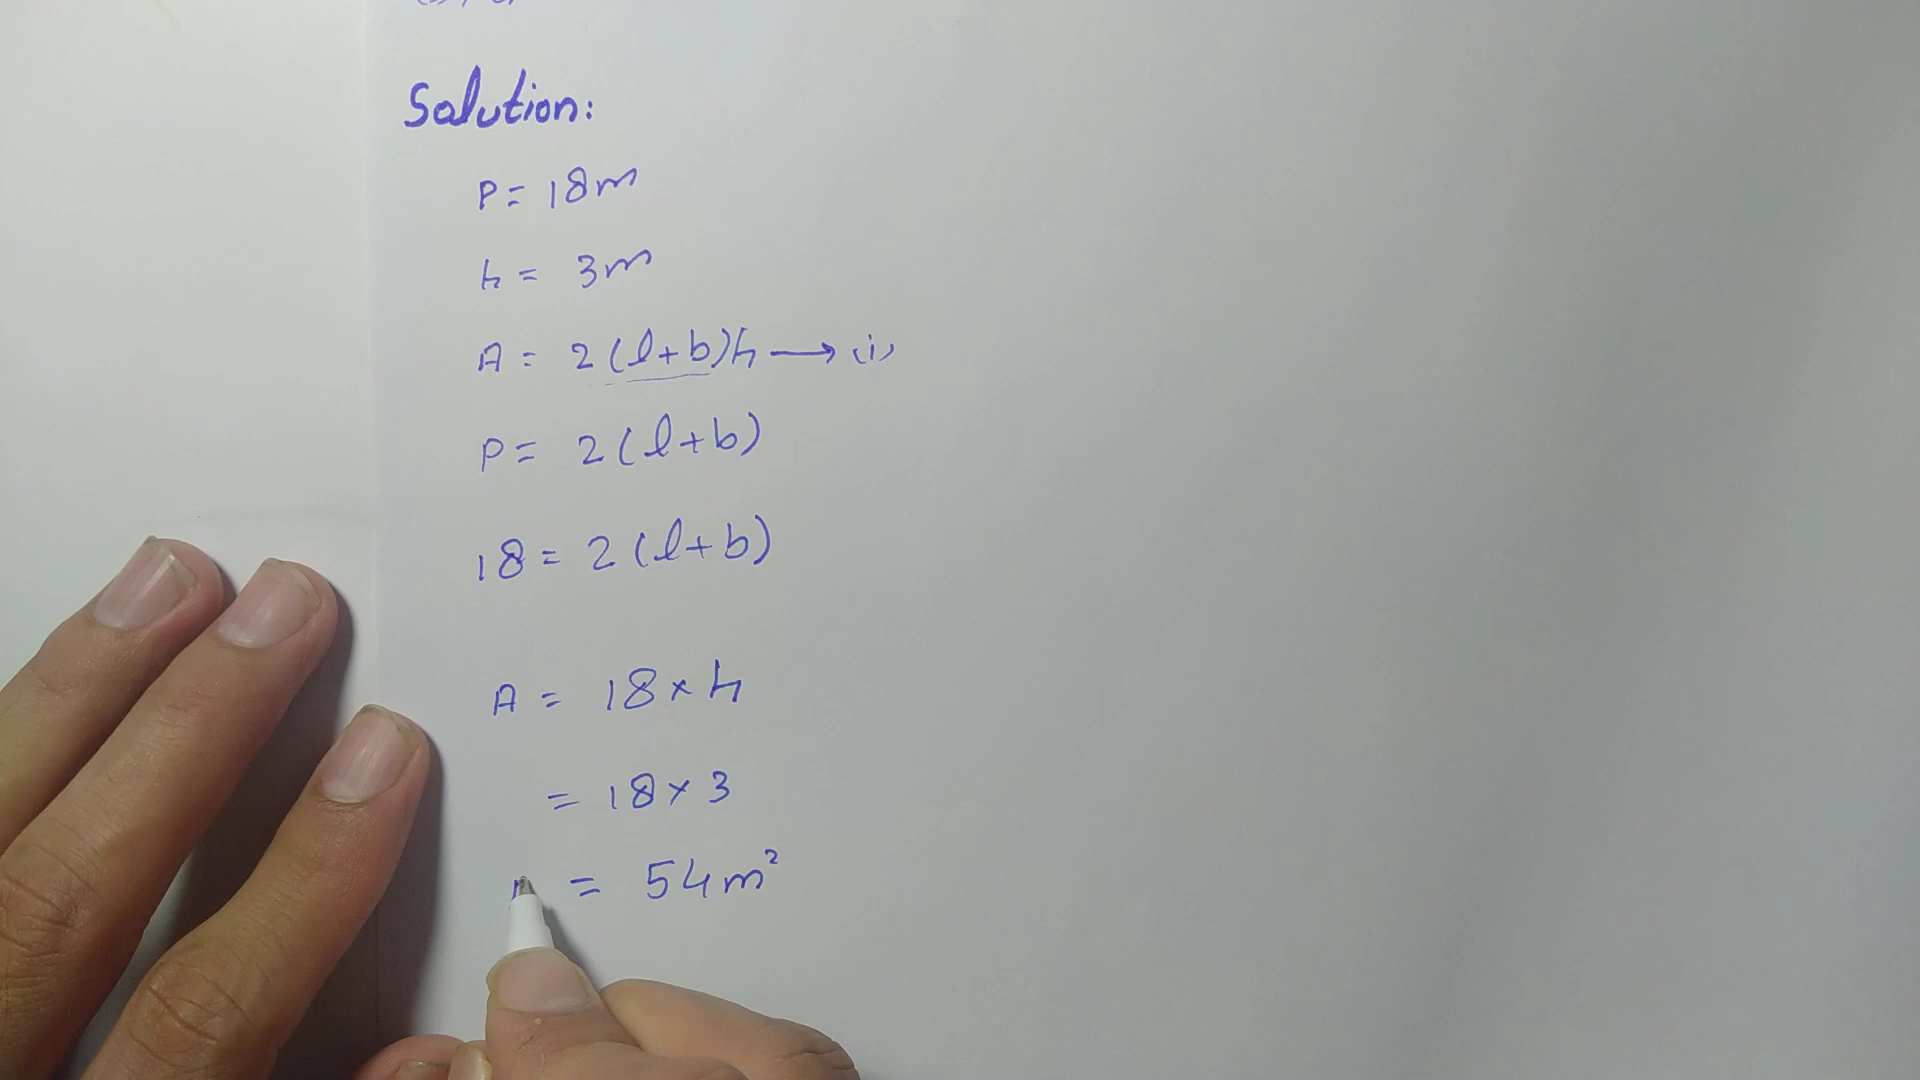 Solution:
P = 18m
h = 3m
A = 2(l+b)h → (i)
P = 2(l+b)
18 = 2(l+b)
A = 18 × h
= 18 × 3
= 54m²